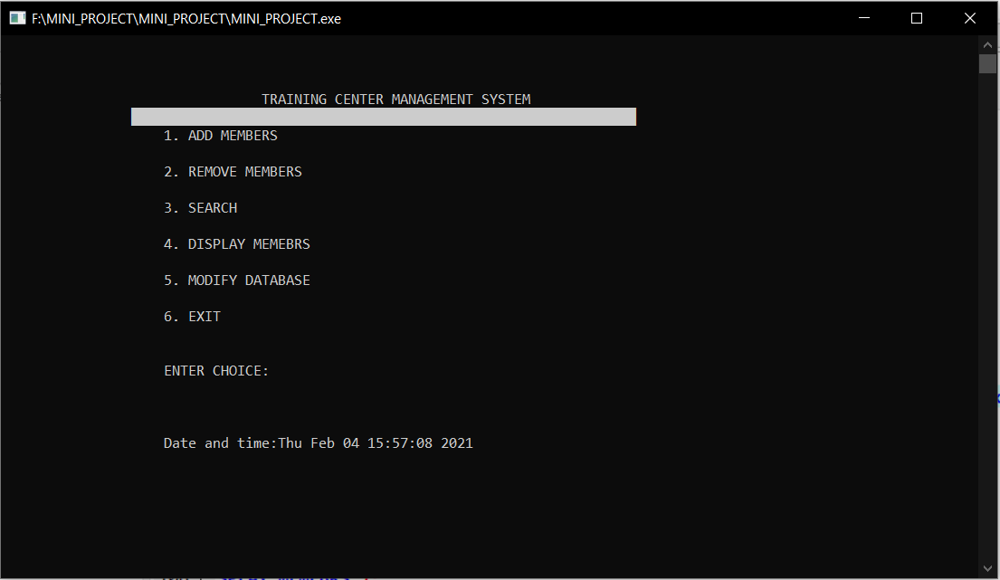 F:\MINI_PROJECT\MINI_PROJECT\MINI_PROJECT.exe
TRAINING CENTER MANAGEMENT SYSTEM
1. ADD MEMBERS
2. REMOVE MEMBERS
3. SEARCH
4. DISPLAY MEMEBRS
5. MODIFY DATABASE
6. EXIT
ENTER CHOICE:
Date and time:Thu Feb 04 15:57:08 2021